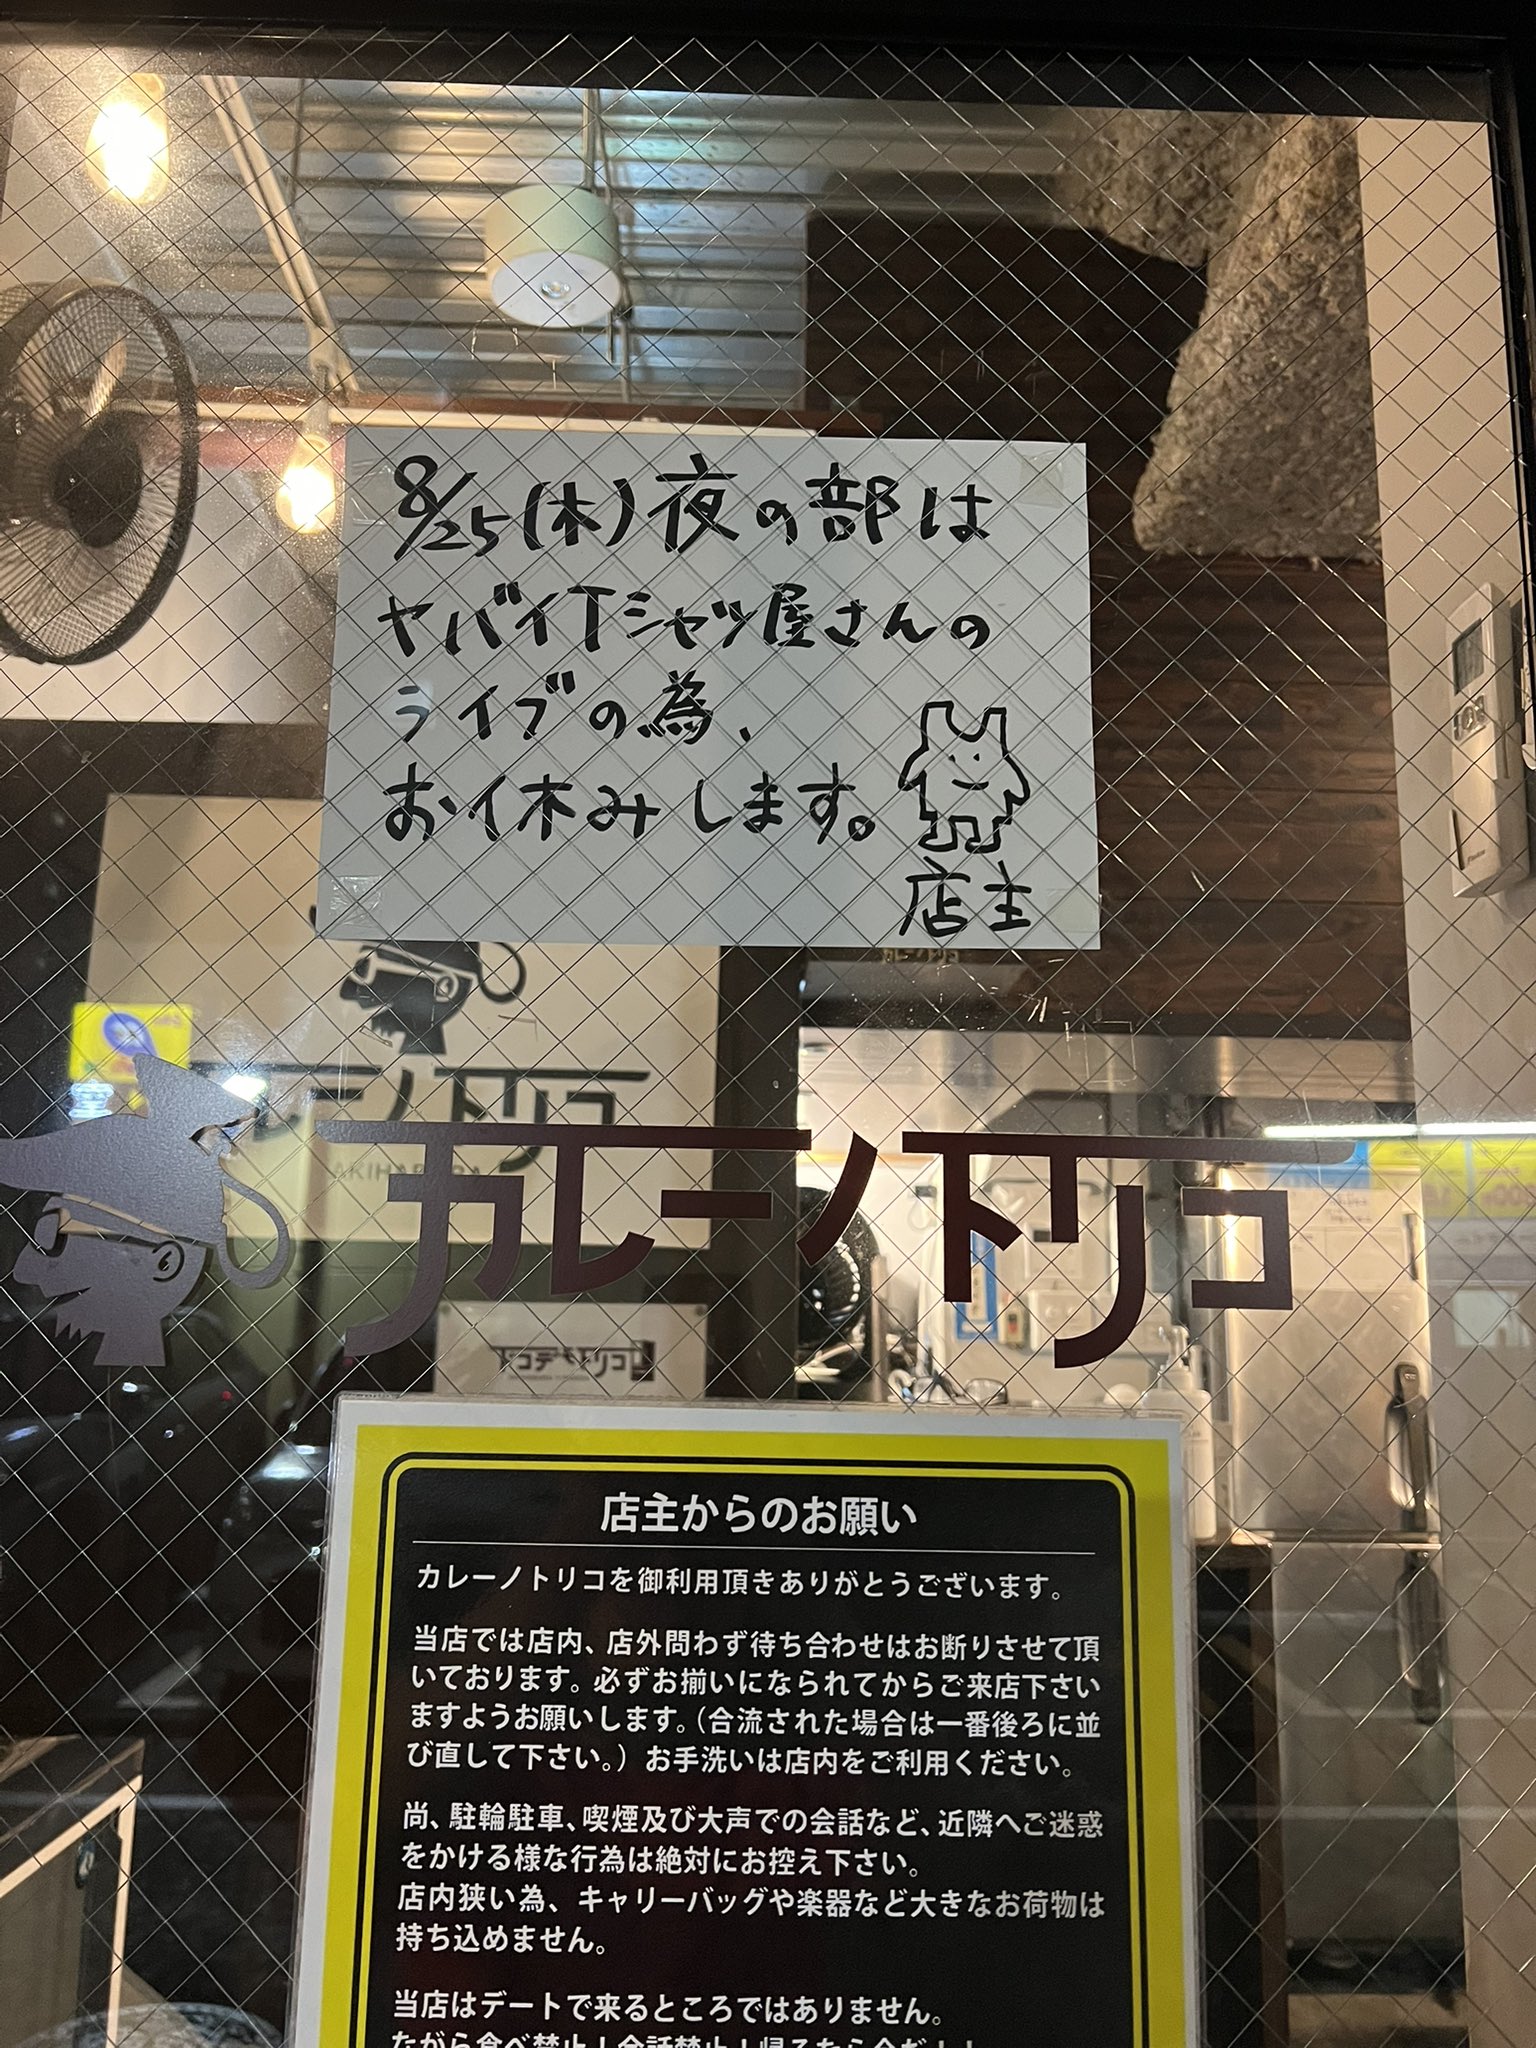 8/25(木)夜の部は
ヤバイTシャツ屋さんの
ライブの為、
お休みします。
店主
カレーノトリコ
カレーノトリコ
店主からのお願い
カレーノトリコを御利用頂きありがとうございます。
当店では店内、店外問わず待ち合わせはお断りさせて頂
いております。必ずお揃いになられてからご来店下さい
ますようお願いします。（合流された場合は一番後ろに並
び直して下さい。）お手洗いは店内をご利用ください。
尚、駐輪駐車、喫煙及び大声での会話など、近隣へご迷惑
をかける様な行為は絶対にお控え下さい。
店内狭い為、キャリーバッグや楽器など大きなお荷物は
持ち込めません。
当店はデートで来るところではありません。